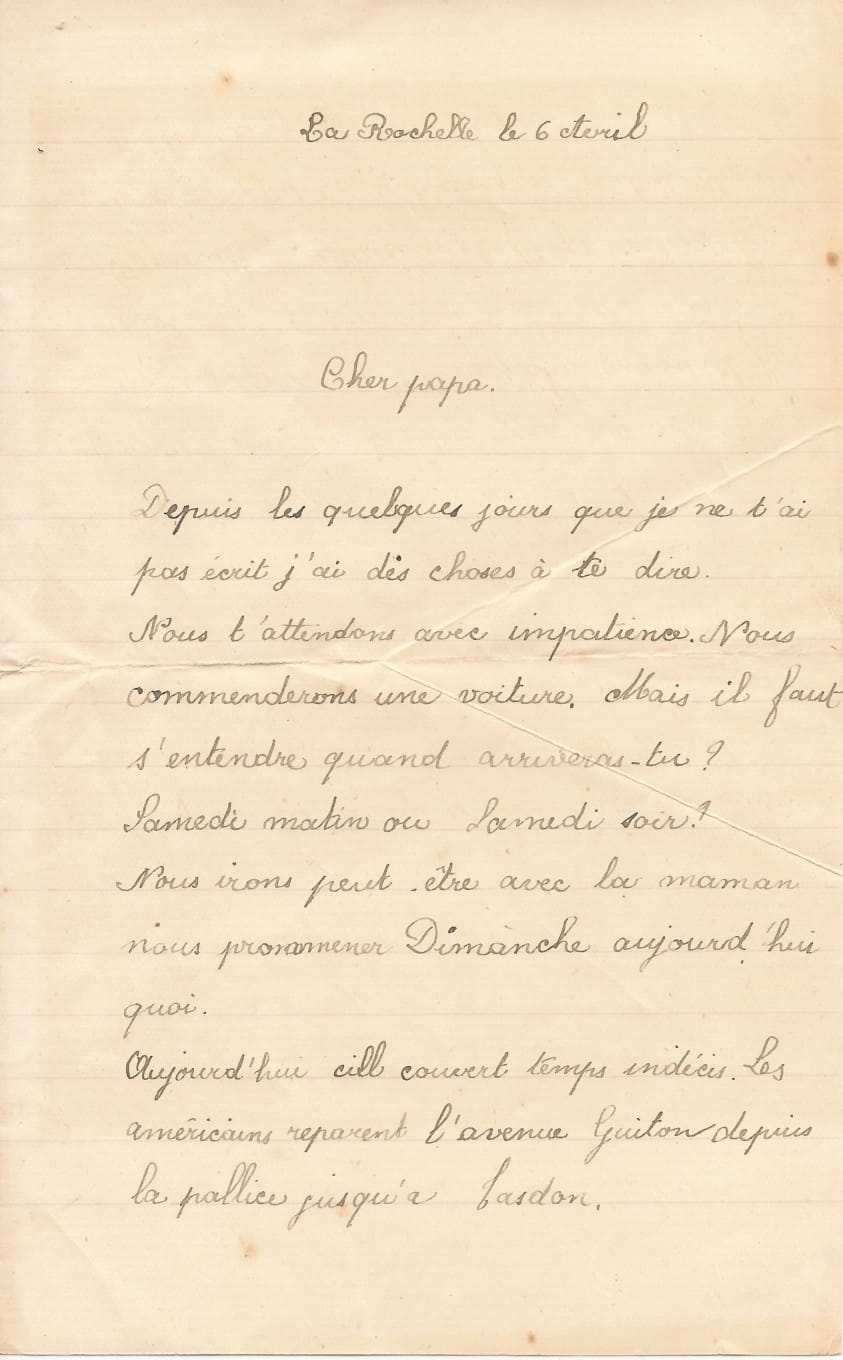 La Rochelle le 6 Avril
Cher papa.
Depuis les quelques jours que je ne t'ai
pas écrit j'ai des choses à te dire.
Nous t'attendons avec impatience. Nous
commenderons une voiture. Mais il faut
s'entendre quand arriveras-tu ?
Samedi matin ou Samedi soir ?
Nous irons peut-être avec la maman
nous promener Dimanche aujourd'hui
quoi.
Aujourd'hui ciel couvert temps indécis. Les
américains reparent l'avenue Guiton depuis
la pallice jusqu'a Tasdon.